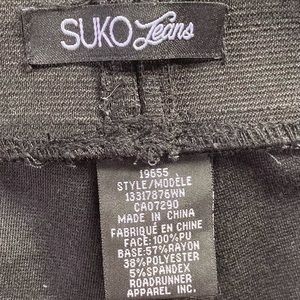 SUKO Jeans
19655
STYLE/MODÈLE
13317876WN
CA07290
MADE IN CHINA
FABRIQUÉ EN CHINE
FACE:100%PU
BASE:57%RAYON
38%POLYESTER
5%SPANDEX
ROADRUNNER
APPAREL INC.